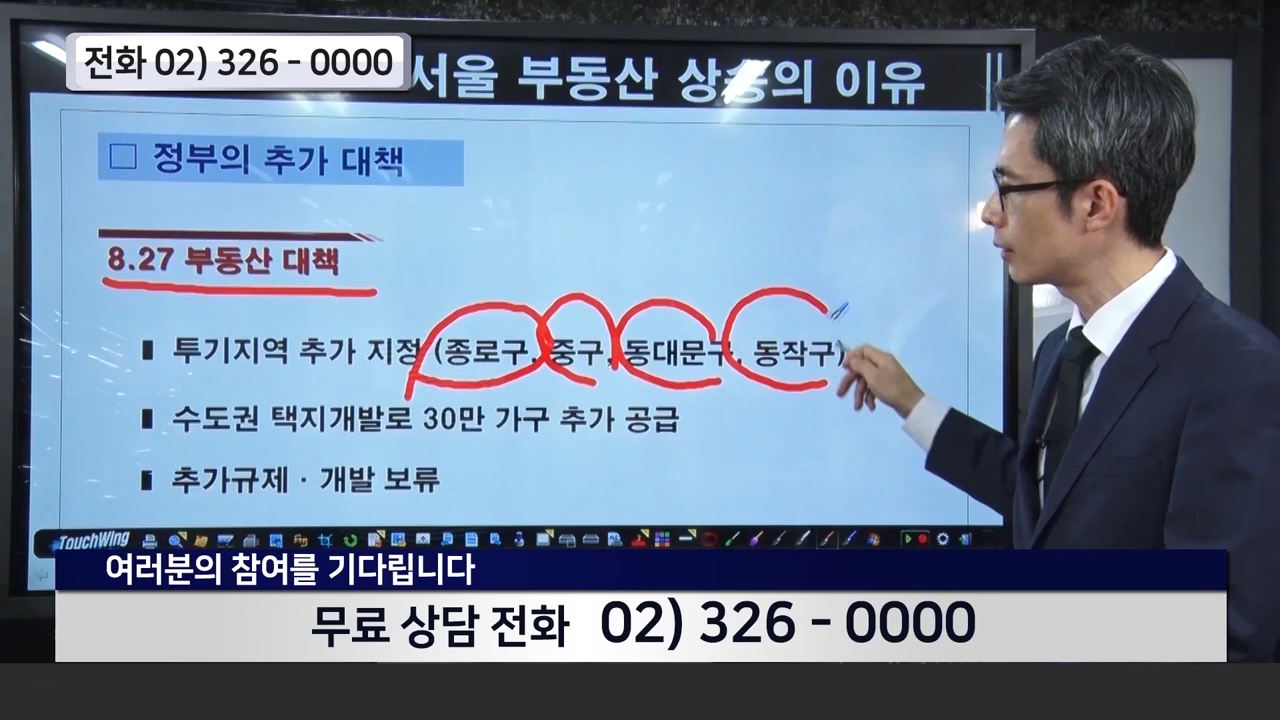 전화 02) 326 - 0000
서울 부동산 상승의 이유
□ 정부의 추가 대책
8.27 부동산 대책
▮ 투기지역 추가 지정 (종로구, 중구, 동대문구, 동작구)
▮ 수도권 택지개발로 30만 가구 추가 공급
▮ 추가규제 · 개발 보류
TouchWing
여러분의 참여를 기다립니다
무료 상담 전화 02) 326 - 0000